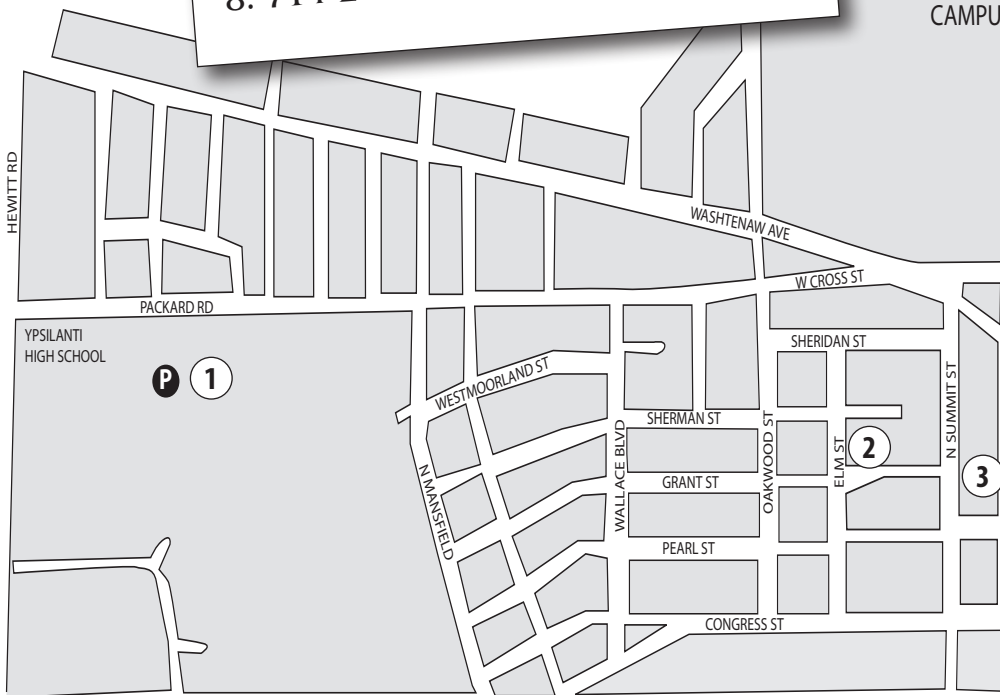 CAMPU
HEWITT RD
WASHTENAW AVE
W CROSS ST
PACKARD RD
YPSILANTI
HIGH SCHOOL
P
1
SHERIDAN ST
WESTMOORLAND ST
N SUMMIT ST
SHERMAN ST
OAKWOOD ST
WALLACE BLVD
ELM ST
2
3
N MANSFIELD
GRANT ST
PEARL ST
CONGRESS ST